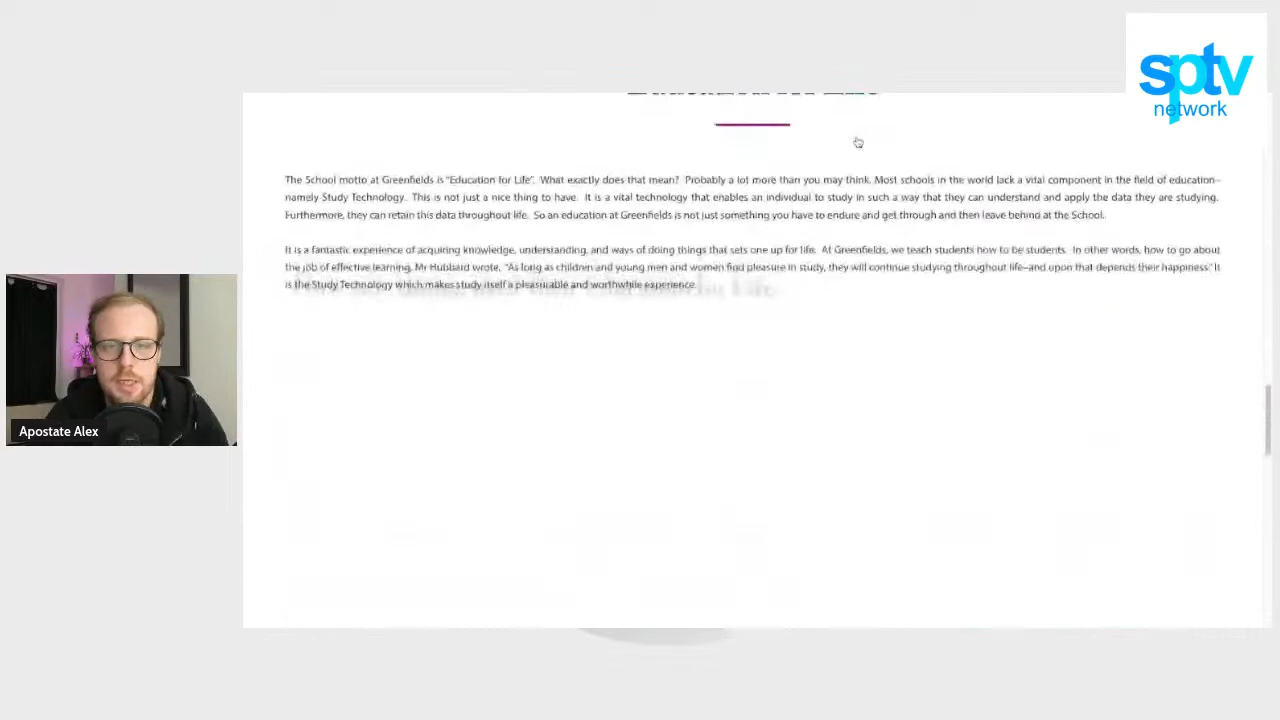 sptv
network
The School motto at Greenfields is "Education for Life". What exactly does that mean? Probably a lot more than you may think. Most schools in the world lack a vital component in the field of education–
namely Study Technology. This is not just a nice thing to have. It is a vital technology that enables an individual to study in such a way that they can understand and apply the data they are studying.
Furthermore, they can retain this data throughout life. So an education at Greenfields is not just something you have to endure and get through and then leave behind at the School.
It is a fantastic experience of acquiring knowledge, understanding, and ways of doing things that sets one up for life. At Greenfields, we teach students how to be students. In other words, how to go about
the job of effective learning. Mr Hubbard wrote, "As long as children and young men and women find pleasure in study, they will continue studying throughout life–and upon that depends their happiness." It
is the Study Technology which makes study itself a pleasurable and worthwhile experience.
Apostate Alex